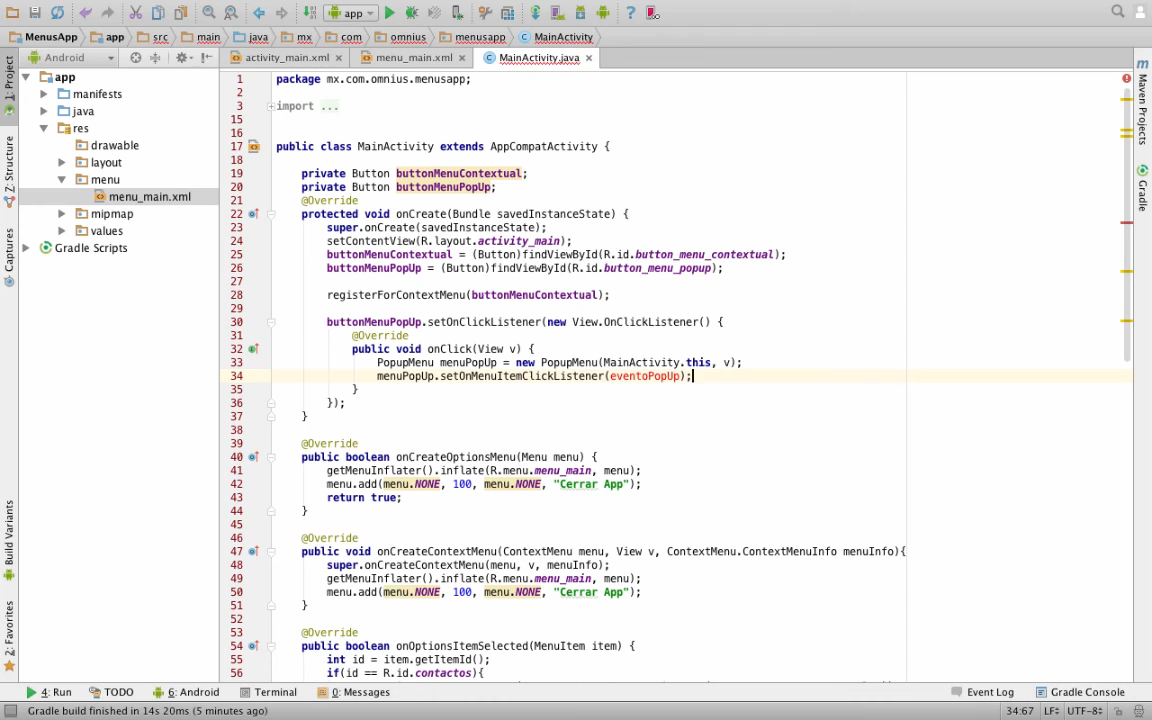 app
MenusApp app src main java mx com omnius menusapp MainActivity
Android
activity_main.xml menu_main.xml MainActivity.java
1: Project
Z: Structure
Captures
Build Variants
2: Favorites
app
manifests
java
res
drawable
layout
menu
menu_main.xml
mipmap
values
Gradle Scripts
1 package mx.com.omnius.menusapp;
2
3 import ...
15
16
17 public class MainActivity extends AppCompatActivity {
18
19 private Button buttonMenuContextual;
20 private Button buttonMenuPopUp;
21 @Override
22 protected void onCreate(Bundle savedInstanceState) {
23 super.onCreate(savedInstanceState);
24 setContentView(R.layout.activity_main);
25 buttonMenuContextual = (Button)findViewById(R.id.button_menu_contextual);
26 buttonMenuPopUp = (Button)findViewById(R.id.button_menu_popup);
27
28 registerForContextMenu(buttonMenuContextual);
29
30 buttonMenuPopUp.setOnClickListener(new View.OnClickListener() {
31 @Override
32 public void onClick(View v) {
33 PopupMenu menuPopUp = new PopupMenu(MainActivity.this, v);
34 menuPopUp.setOnMenuItemClickListener(eventoPopUp);
35 }
36 });
37 }
38
39 @Override
40 public boolean onCreateOptionsMenu(Menu menu) {
41 getMenuInflater().inflate(R.menu.menu_main, menu);
42 menu.add(menu.NONE, 100, menu.NONE, "Cerrar App");
43 return true;
44 }
45
46 @Override
47 public void onCreateContextMenu(ContextMenu menu, View v, ContextMenu.ContextMenuInfo menuInfo){
48 super.onCreateContextMenu(menu, v, menuInfo);
49 getMenuInflater().inflate(R.menu.menu_main, menu);
50 menu.add(menu.NONE, 100, menu.NONE, "Cerrar App");
51 }
52
53 @Override
54 public boolean onOptionsItemSelected(MenuItem item) {
55 int id = item.getItemId();
56 if(id == R.id.contactos){
Maven Projects
Gradle
4: Run TODO 6: Android Terminal 0: Messages Event Log Gradle Console
Gradle build finished in 14s 20ms (5 minutes ago) 34:67 LF UTF-8